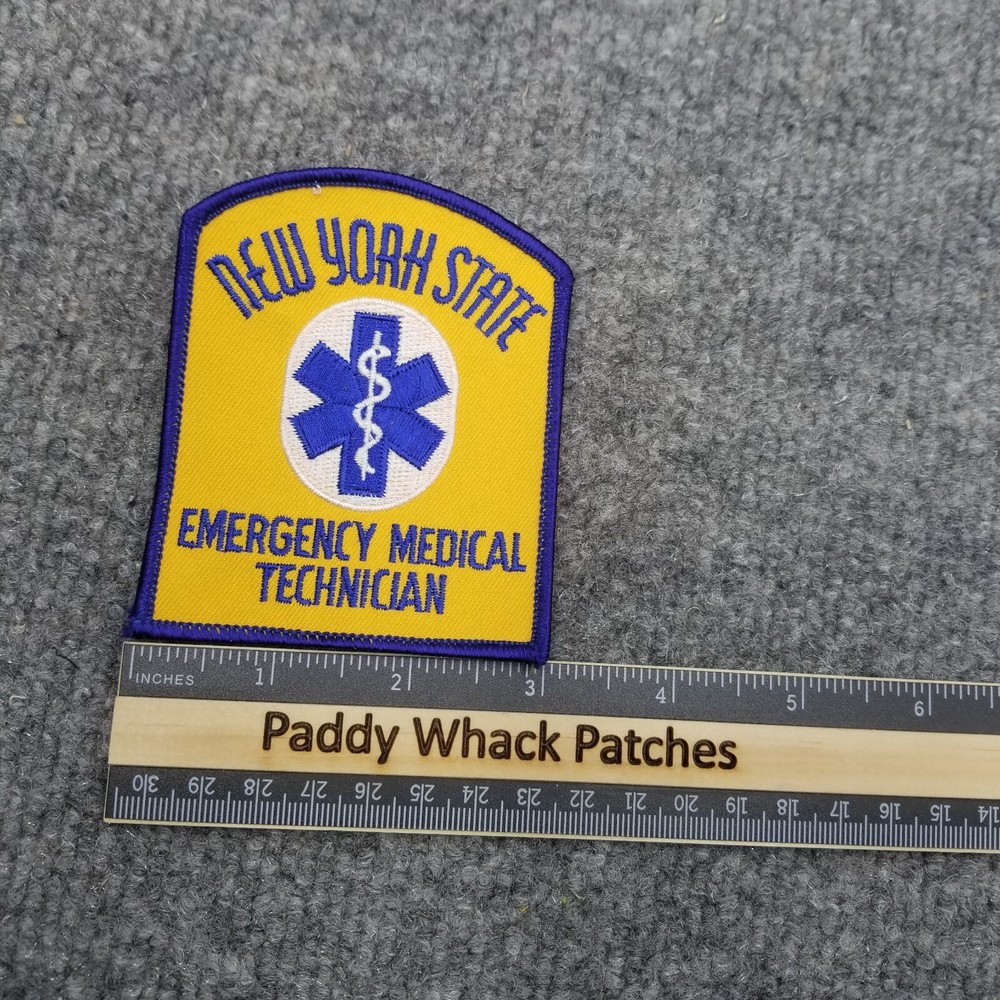 NEW YORK STATE
EMERGENCY MEDICAL
TECHNICIAN
INCHES 1 2 3 4 5 6
Paddy Whack Patches
30 29 28 27 26 25 24 23 22 21 20 19 18 17 16 15 14